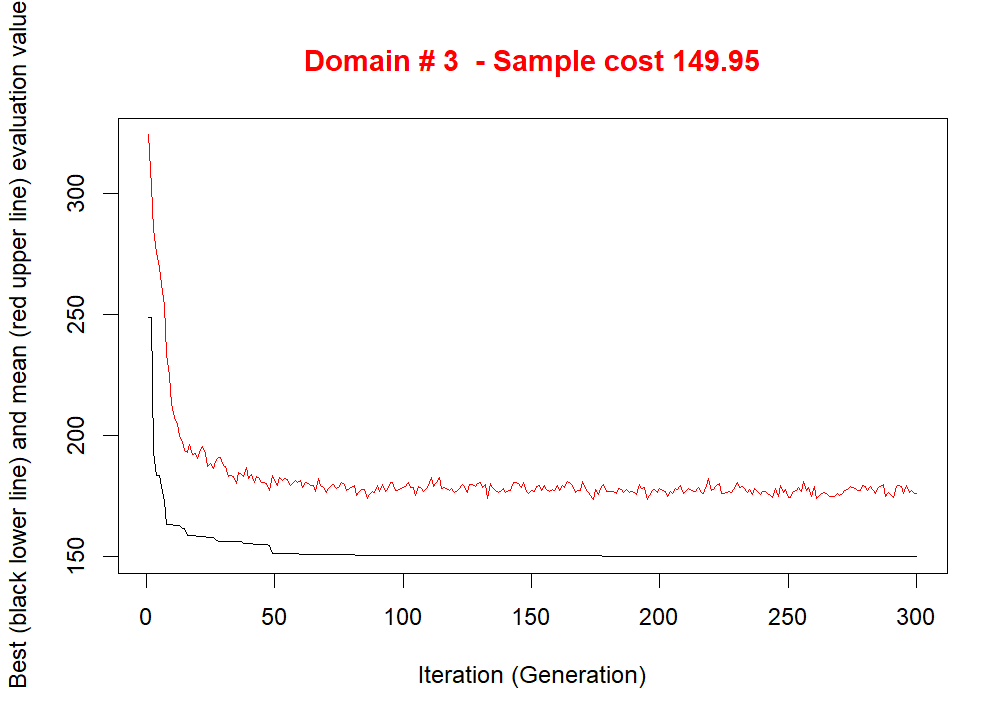 Domain # 3  - Sample cost 149.95
Best (black lower line) and mean (red upper line) evaluation value
300
250
200
150
0 50 100 150 200 250 300
Iteration (Generation)